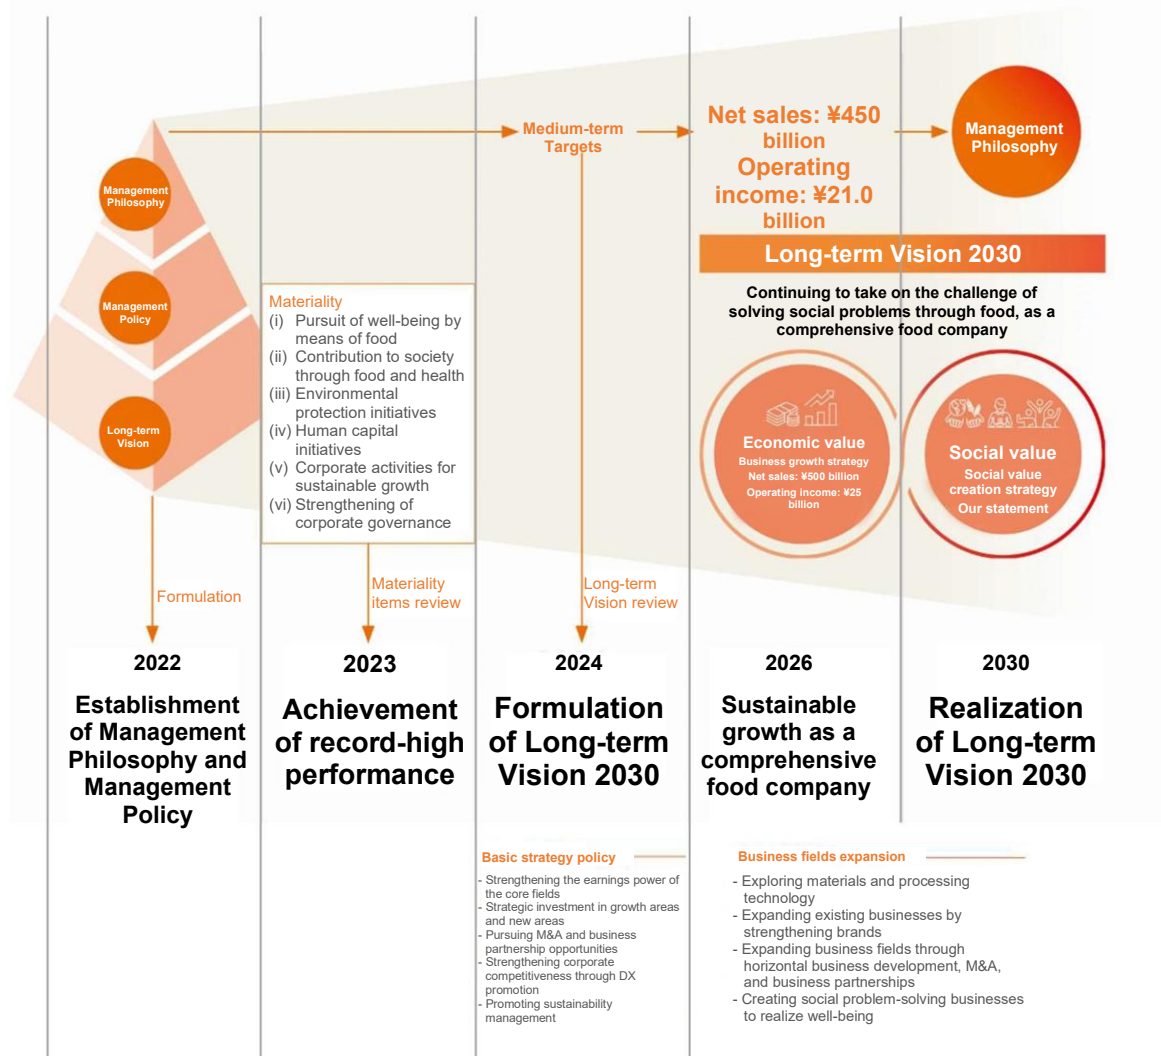 Management
Philosophy
Management
Policy
Long-term
Vision
Formulation
Materiality
(i) Pursuit of well-being by
means of food
(ii) Contribution to society
through food and health
(iii) Environmental
protection initiatives
(iv) Human capital
initiatives
(v) Corporate activities for
sustainable growth
(vi) Strengthening of
corporate governance
Materiality
items review
Medium-term
Targets
Long-term
Vision review
Net sales: ¥450
billion
Operating
income: ¥21.0
billion
Management
Philosophy
Long-term Vision 2030
Continuing to take on the challenge of
solving social problems through food, as a
comprehensive food company
Economic value
Business growth strategy
Net sales: ¥500 billion
Operating income: ¥25
billion
Social value
Social value
creation strategy
Our statement
2022
Establishment
of Management
Philosophy and
Management
Policy
2023
Achievement
of record-high
performance
2024
Formulation
of Long-term
Vision 2030
2026
Sustainable
growth as a
comprehensive
food company
2030
Realization
of Long-term
Vision 2030
Basic strategy policy
- Strengthening the earnings power of
the core fields
- Strategic investment in growth areas
and new areas
- Pursuing M&A and business
partnership opportunities
- Strengthening corporate
competitiveness through DX
promotion
- Promoting sustainability
management
Business fields expansion
- Exploring materials and processing
technology
- Expanding existing businesses by
strengthening brands
- Expanding business fields through
horizontal business development, M&A,
and business partnerships
- Creating social problem-solving businesses
to realize well-being